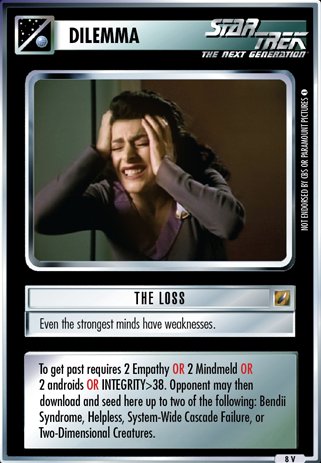 DILEMMA
STAR TREK
THE NEXT GENERATION
NOT ENDORSED BY CBS OR PARAMOUNT PICTURES
THE LOSS
Even the strongest minds have weaknesses.
To get past requires 2 Empathy OR 2 Mindmeld OR
2 androids OR INTEGRITY>38. Opponent may then
download and seed here up to two of the following: Bendii
Syndrome, Helpless, System-Wide Cascade Failure, or
Two-Dimensional Creatures.
8 V